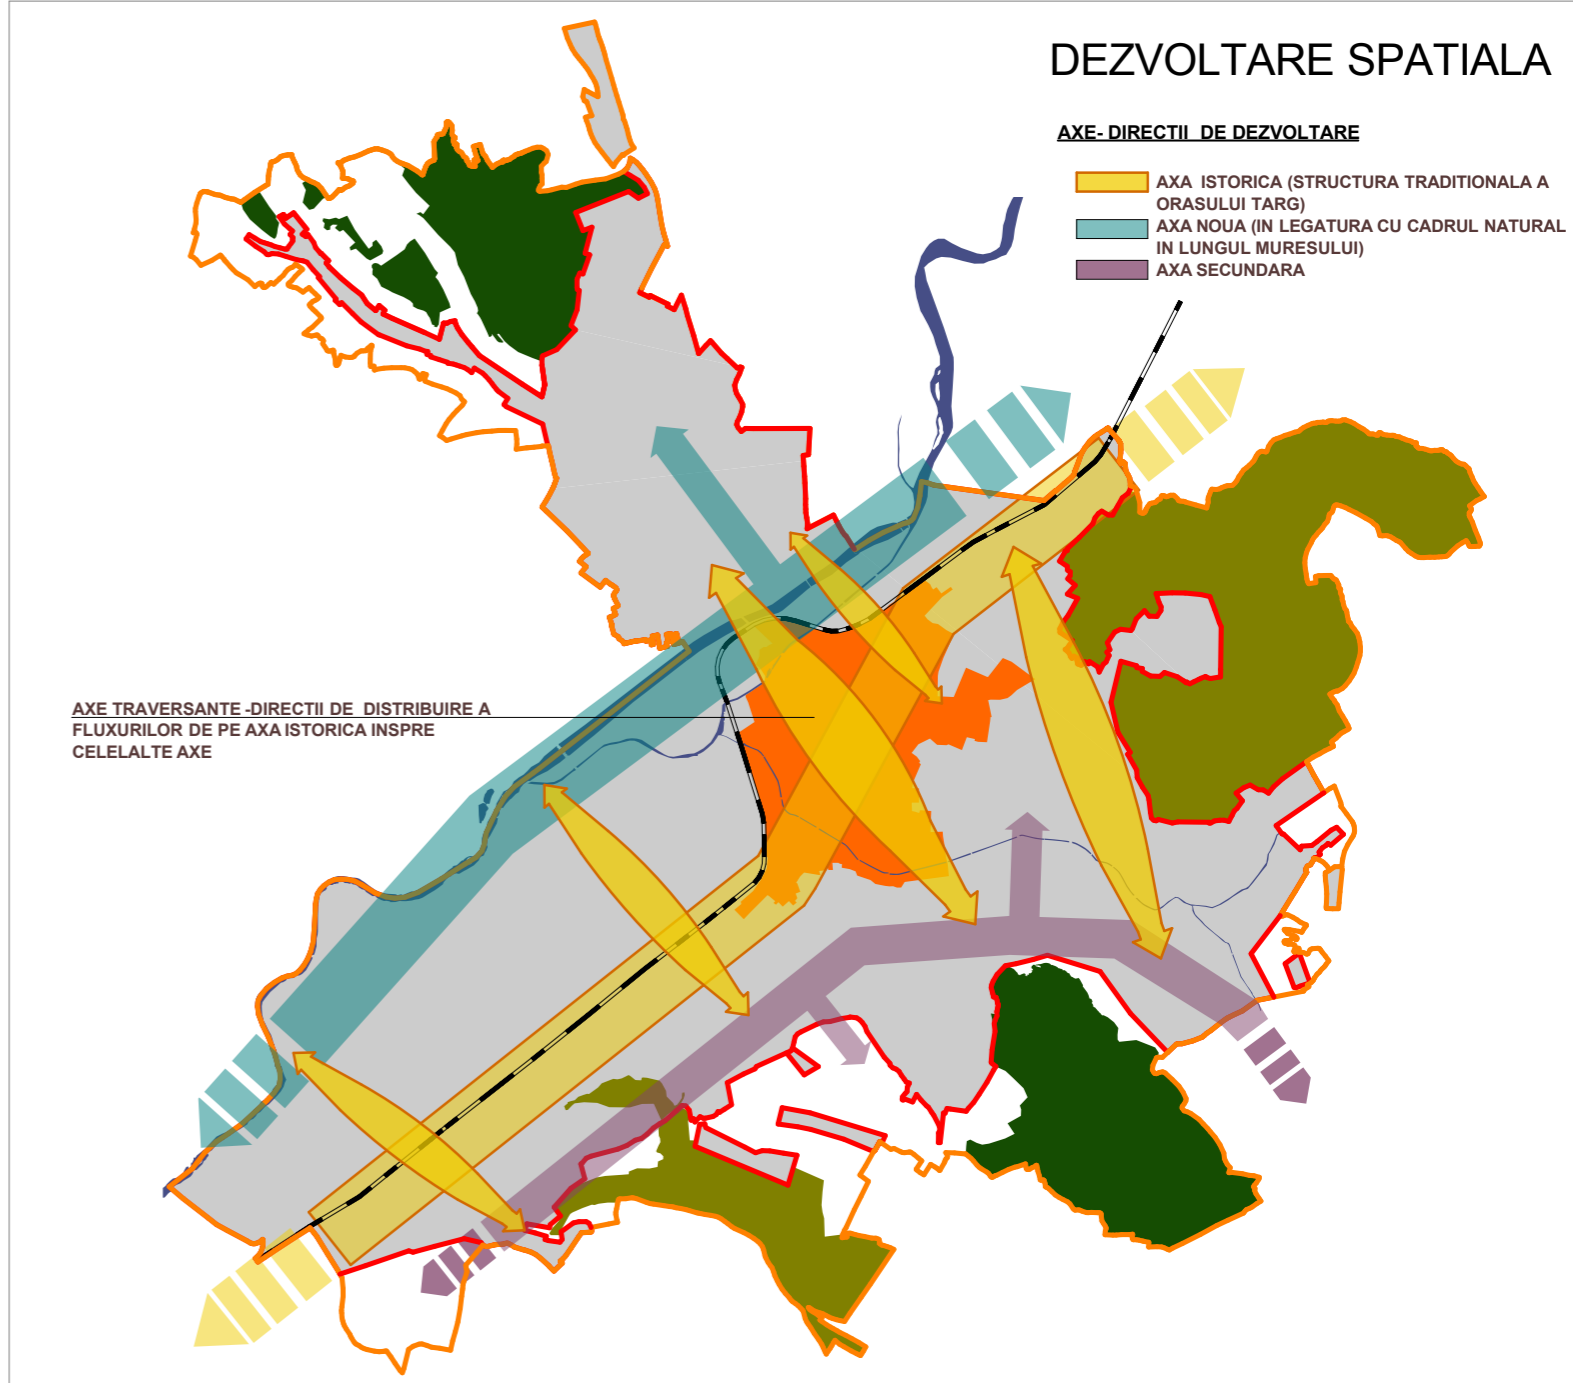 DEZVOLTARE SPATIALA
AXE- DIRECTII DE DEZVOLTARE
AXA ISTORICA (STRUCTURA TRADITIONALA A
ORASULUI TARG)
AXA NOUA (IN LEGATURA CU CADRUL NATURAL
IN LUNGUL MURESULUI)
AXA SECUNDARA
AXE TRAVERSANTE -DIRECTII DE DISTRIBUIRE A
FLUXURILOR DE PE AXA ISTORICA INSPRE
CELELALTE AXE